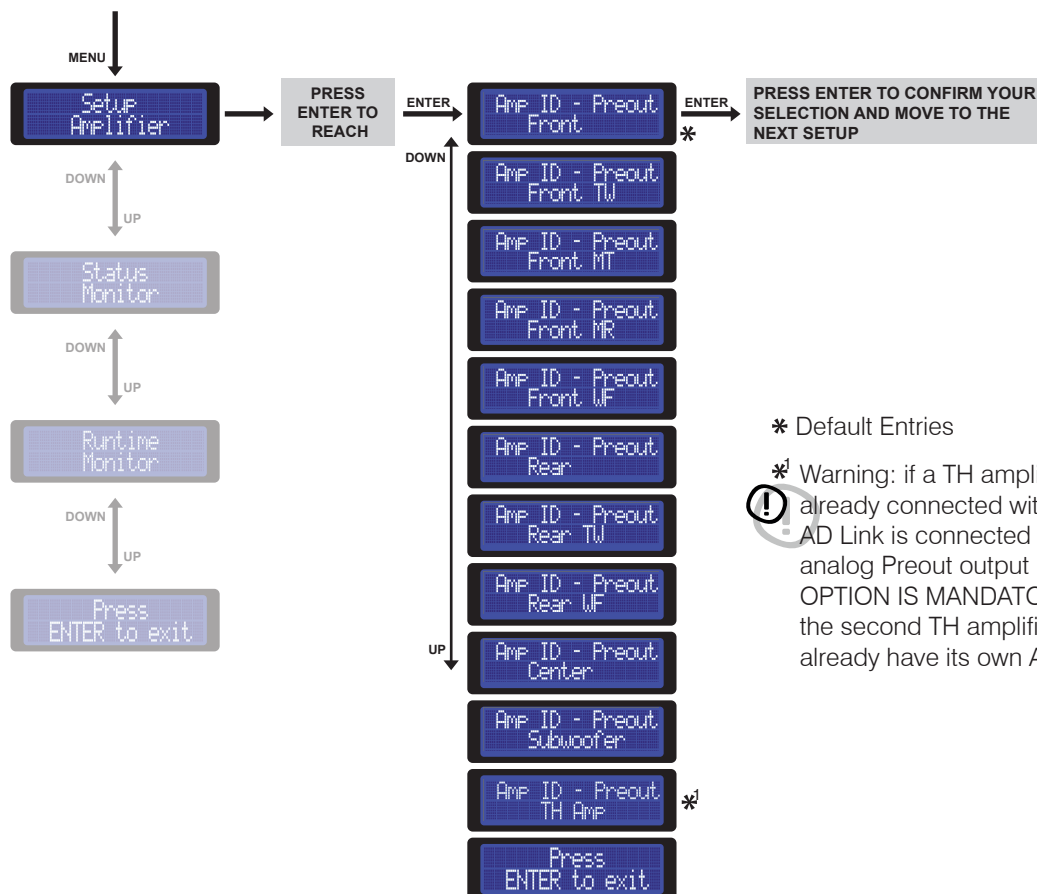 MENU
Setup
Amplifier
PRESS
ENTER TO
REACH
ENTER
Amp ID - Preout
Front
*
ENTER
PRESS ENTER TO CONFIRM YOUR
SELECTION AND MOVE TO THE
NEXT SETUP
DOWN
UP
Status
Monitor
DOWN
UP
Runtime
Monitor
DOWN
UP
Press
ENTER to exit
DOWN
Amp ID - Preout
Front TW
Amp ID - Preout
Front MT
Amp ID - Preout
Front MR
Amp ID - Preout
Front WF
Amp ID - Preout
Rear
Amp ID - Preout
Rear TW
Amp ID - Preout
Rear WF
UP
Amp ID - Preout
Center
Amp ID - Preout
Subwoofer
Amp ID - Preout
TH Amp
*1
Press
ENTER to exit
* Default Entries
*1 Warning: if a TH ampli
already connected wit
AD Link is connected
analog Preout output
OPTION IS MANDATO
the second TH amplifi
already have its own A